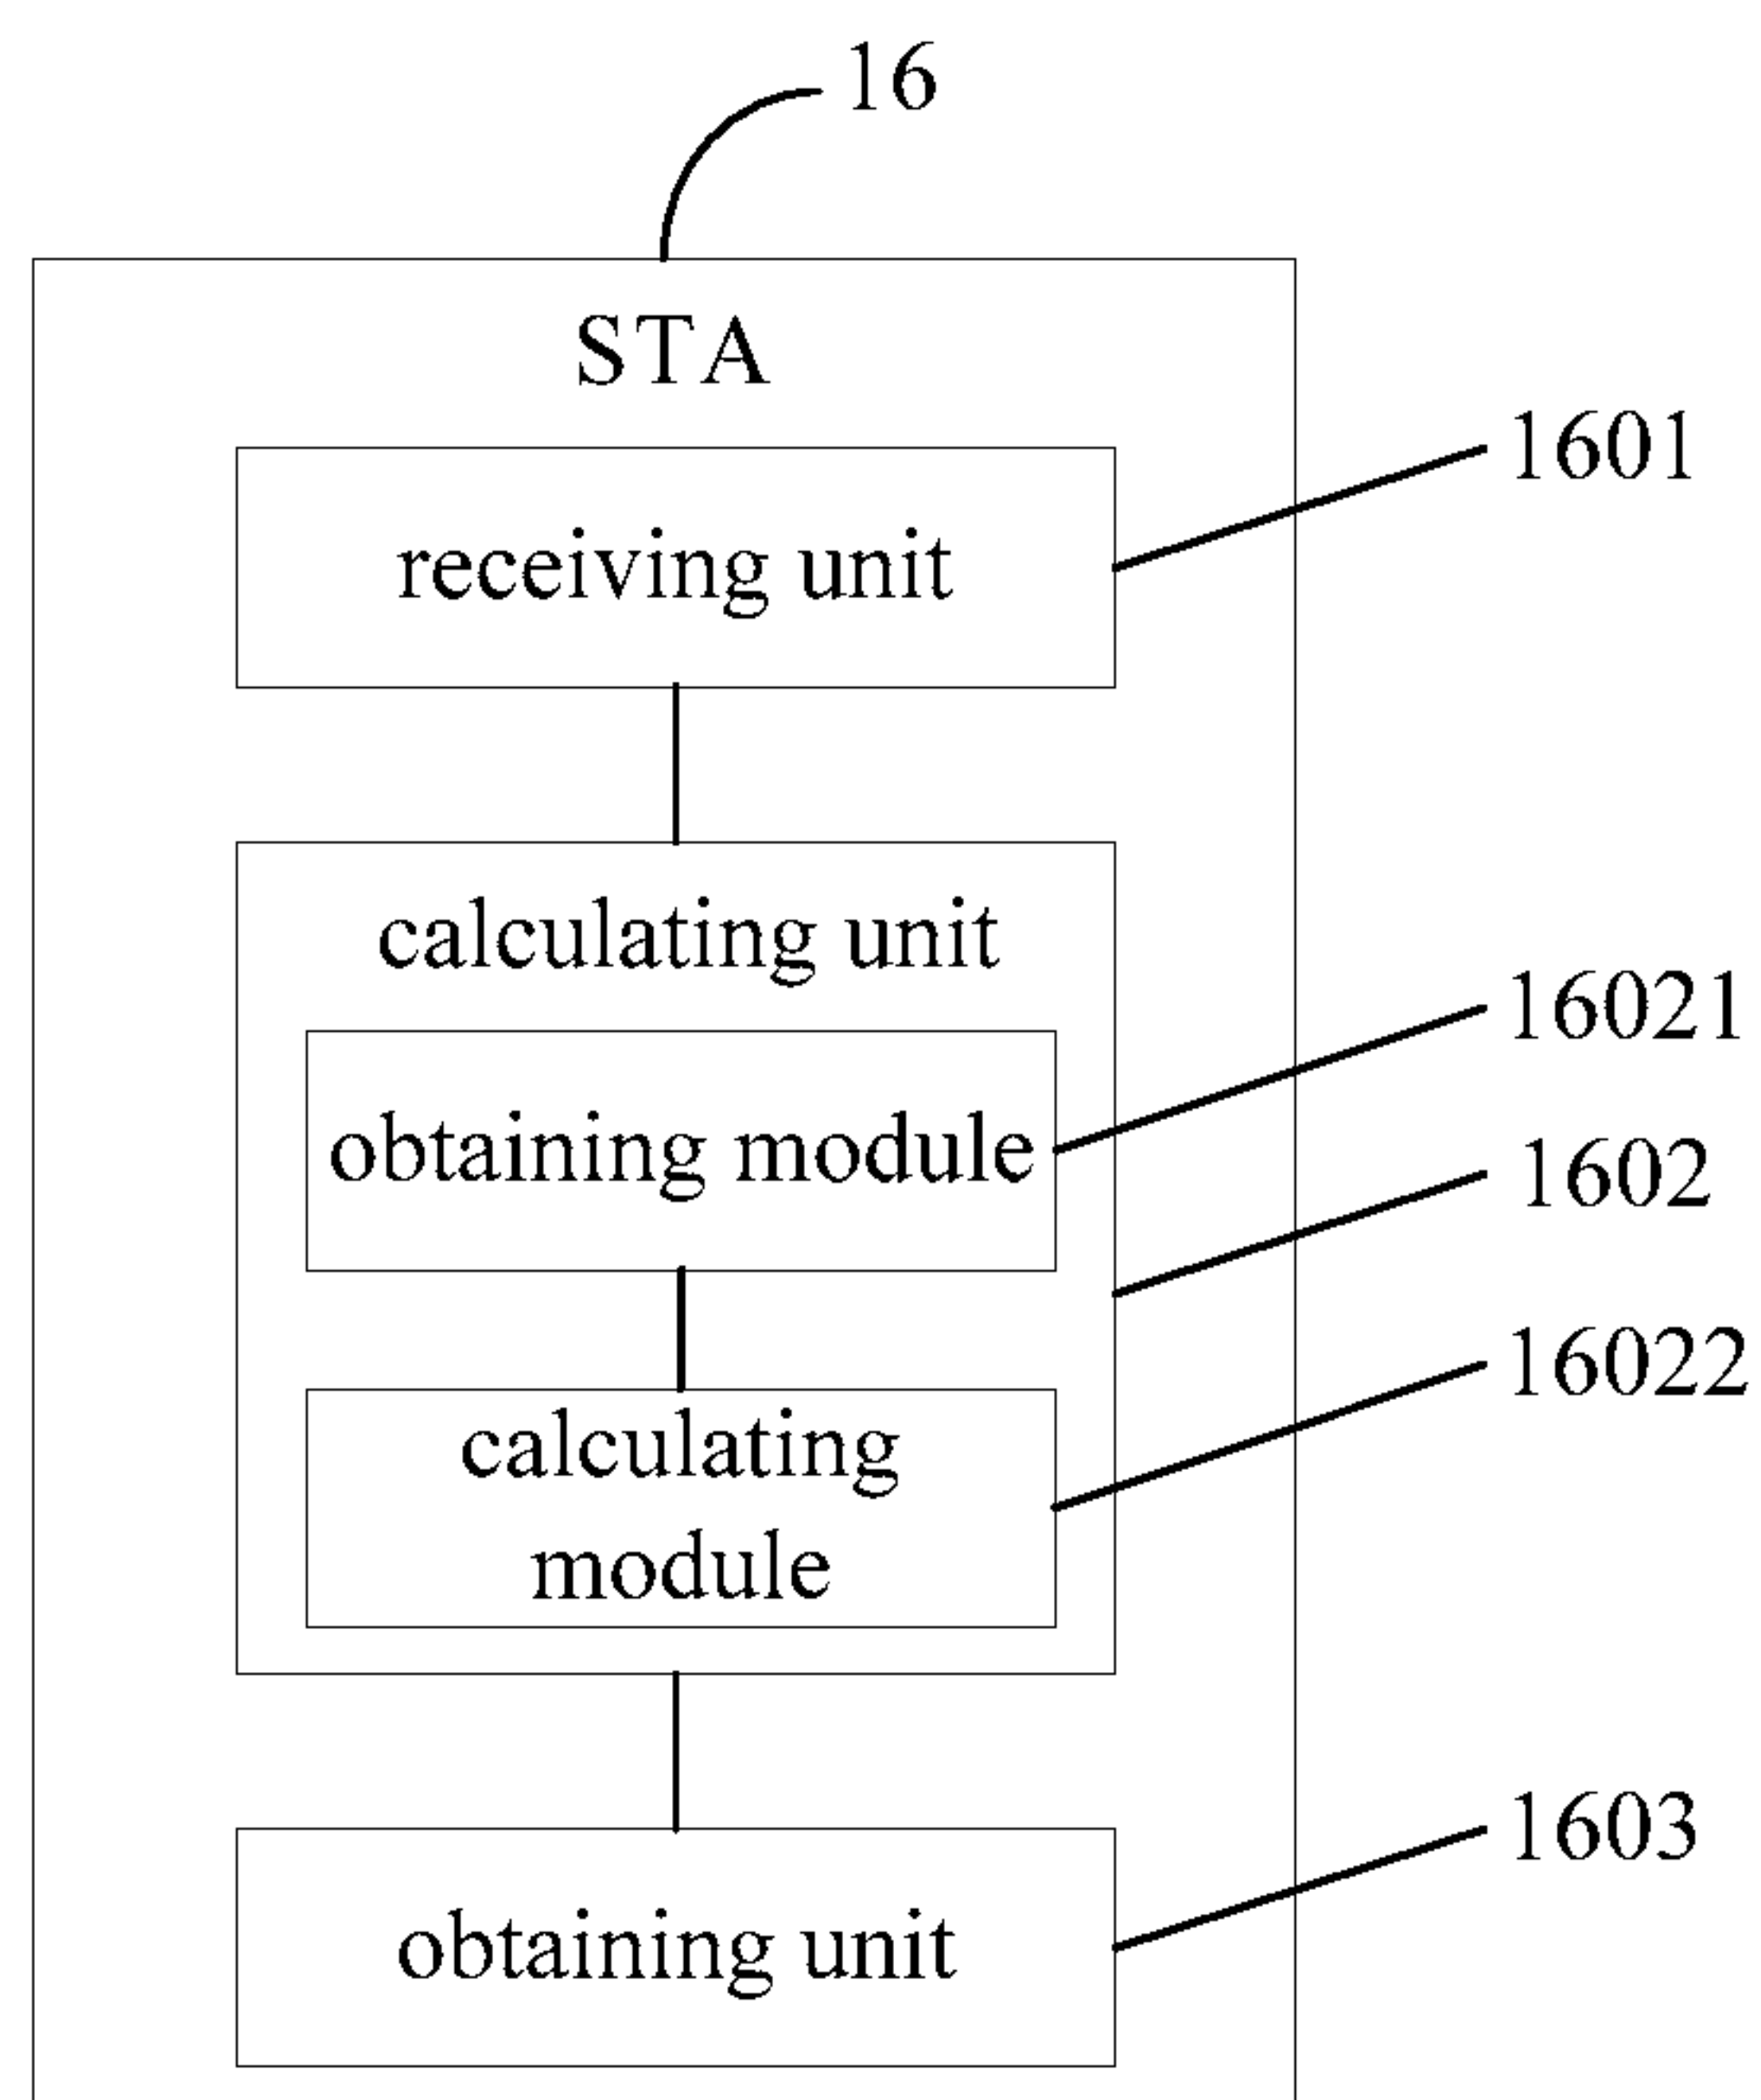 16
STA
1601
receiving unit
calculating unit
16021
obtaining module
1602
16022
calculating
module
1603
obtaining unit